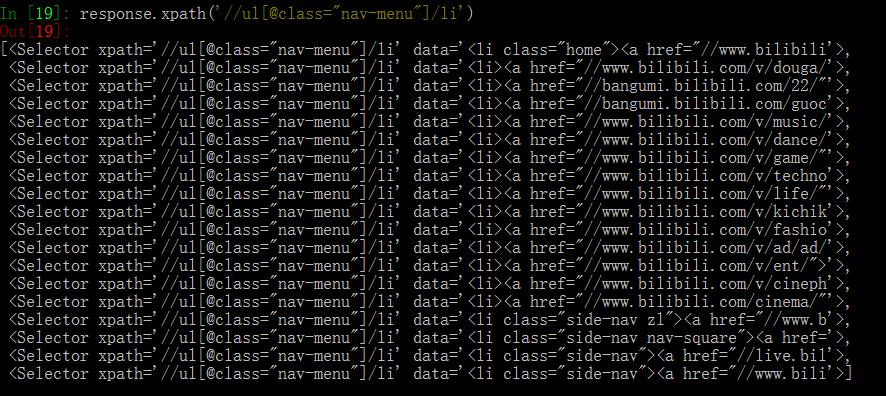 In [19]: response.xpath('//ul[@class="nav-menu"]/li')
Out[19]:
[<Selector xpath='//ul[@class="nav-menu"]/li' data='<li class="home"><a href="//www.bilibili'>,
 <Selector xpath='//ul[@class="nav-menu"]/li' data='<li><a href="//www.bilibili.com/v/douga/'>,
 <Selector xpath='//ul[@class="nav-menu"]/li' data='<li><a href="//bangumi.bilibili.com/22/"'>,
 <Selector xpath='//ul[@class="nav-menu"]/li' data='<li><a href="//bangumi.bilibili.com/guoc'>,
 <Selector xpath='//ul[@class="nav-menu"]/li' data='<li><a href="//www.bilibili.com/v/music/'>,
 <Selector xpath='//ul[@class="nav-menu"]/li' data='<li><a href="//www.bilibili.com/v/dance/'>,
 <Selector xpath='//ul[@class="nav-menu"]/li' data='<li><a href="//www.bilibili.com/v/game/"'>,
 <Selector xpath='//ul[@class="nav-menu"]/li' data='<li><a href="//www.bilibili.com/v/techno'>,
 <Selector xpath='//ul[@class="nav-menu"]/li' data='<li><a href="//www.bilibili.com/v/life/"'>,
 <Selector xpath='//ul[@class="nav-menu"]/li' data='<li><a href="//www.bilibili.com/v/kichik'>,
 <Selector xpath='//ul[@class="nav-menu"]/li' data='<li><a href="//www.bilibili.com/v/fashio'>,
 <Selector xpath='//ul[@class="nav-menu"]/li' data='<li><a href="//www.bilibili.com/v/ad/ad/'>,
 <Selector xpath='//ul[@class="nav-menu"]/li' data='<li><a href="//www.bilibili.com/v/ent/">'>,
 <Selector xpath='//ul[@class="nav-menu"]/li' data='<li><a href="//www.bilibili.com/v/cineph'>,
 <Selector xpath='//ul[@class="nav-menu"]/li' data='<li><a href="//www.bilibili.com/cinema/"'>,
 <Selector xpath='//ul[@class="nav-menu"]/li' data='<li class="side-nav zl"><a href="//www.b'>,
 <Selector xpath='//ul[@class="nav-menu"]/li' data='<li class="side-nav nav-square"><a href='>,
 <Selector xpath='//ul[@class="nav-menu"]/li' data='<li class="side-nav"><a href="//live.bil'>,
 <Selector xpath='//ul[@class="nav-menu"]/li' data='<li class="side-nav"><a href="//www.bili'>]